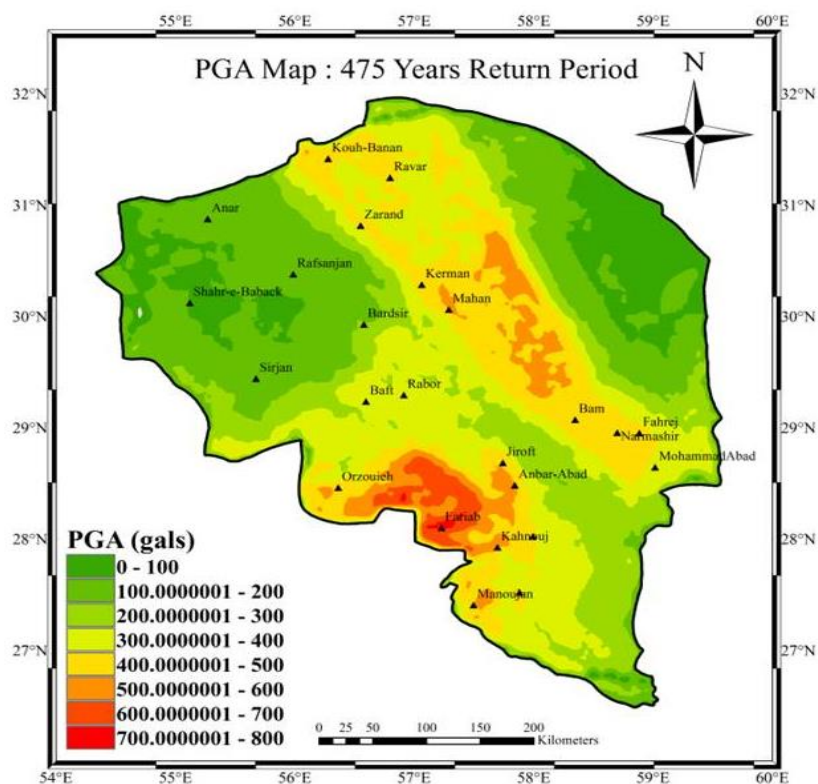 55°E 56°E 57°E 58°E 59°E 60°E
PGA Map : 475 Years Return Period
N
32°N 32°N
Kouh-Banan
Ravar
31°N 31°N
Anar
Zarand
Rafsanjan
Kerman
Shahr-e-Baback
Mahan
30°N 30°N
Bardsir
Sirjan
Rabor
Baft
Bam
29°N 29°N
Fahrej
Narmashir
Jiroft
MohammadAbad
Orzouieh
Anbar-Abad
28°N 28°N
Fariab
Kahnouj
PGA (gals)
0 - 100
100.0000001 - 200
Manoujan
200.0000001 - 300
300.0000001 - 400
27°N 27°N
400.0000001 - 500
500.0000001 - 600
600.0000001 - 700
700.0000001 - 800
0 25 50 100 150 200
Kilometers
54°E 55°E 56°E 57°E 58°E 59°E 60°E